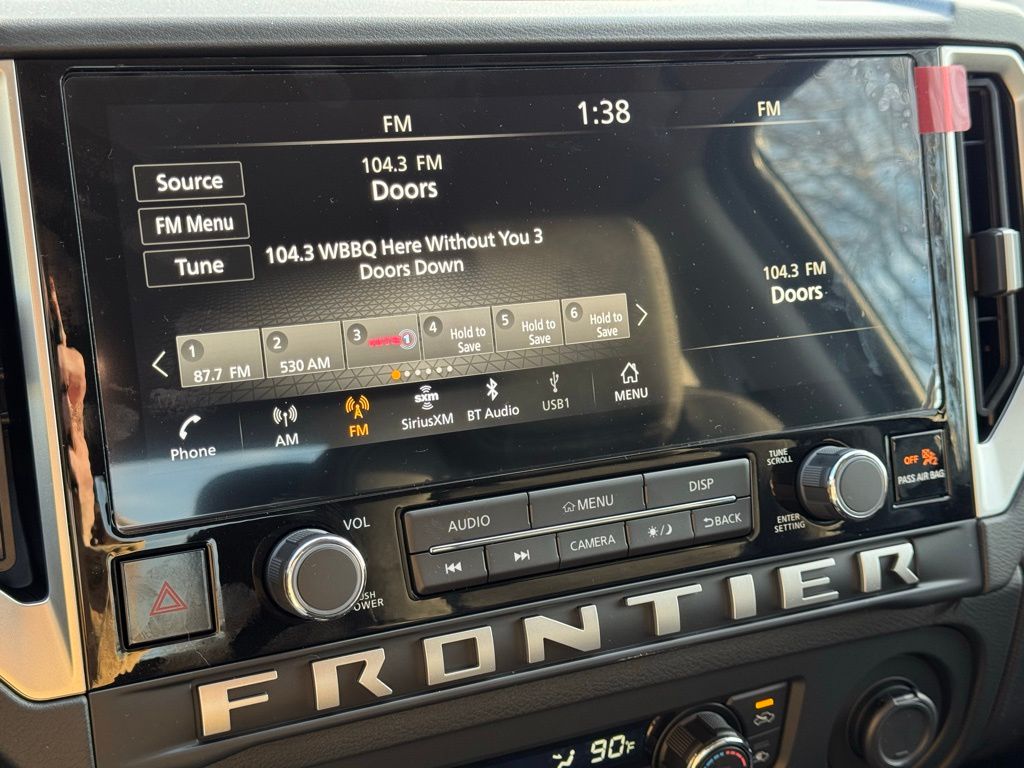 FM
1:38
FM
104.3 FM
Doors
Source
FM Menu
Tune
104.3 WBBQ Here Without You 3
Doors Down
104.3 FM
Doors
1
87.7 FM
2
530 AM
3
1
4
Hold to
Save
5
Hold to
Save
6
Hold to
Save
Phone
AM
FM
sxm
SiriusXM
BT Audio
USB1
MENU
TUNE
SCROLL
OFF
PASS AIR BAG
VOL
AUDIO
MENU
DISP
CAMERA
BACK
ENTER
SETTING
POWER
FRONTIER
90°F